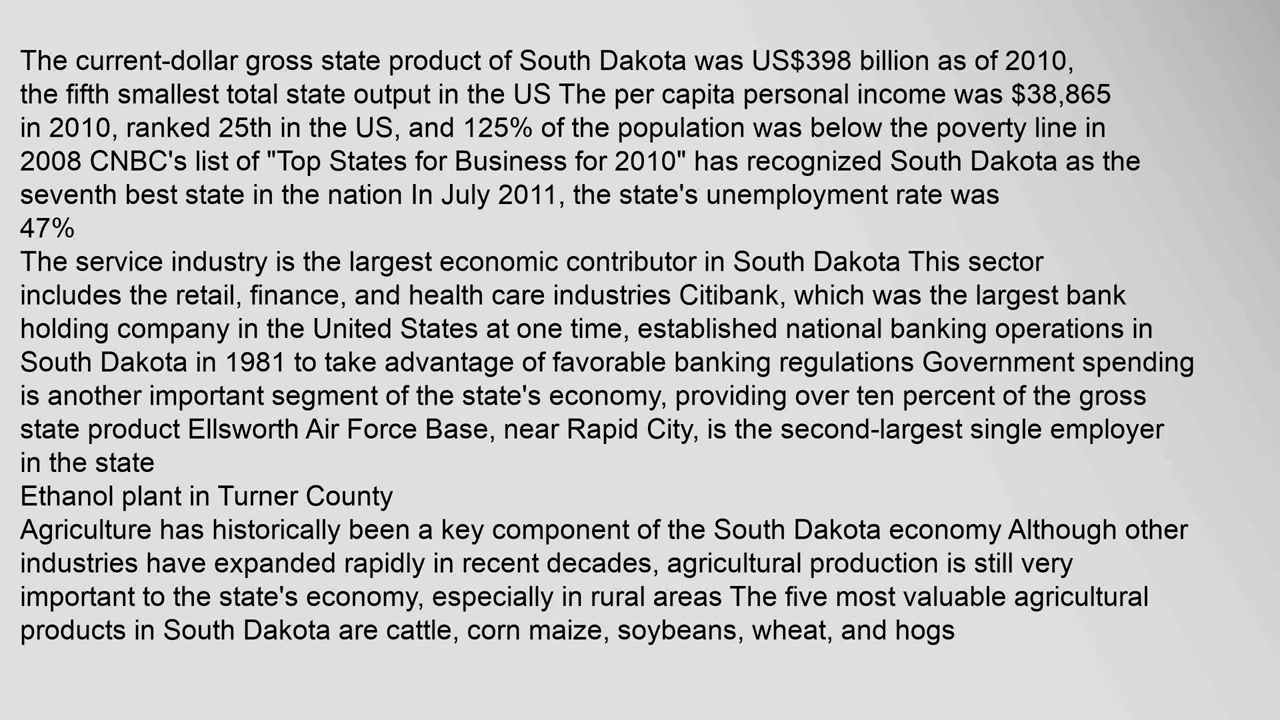 The current-dollar gross state product of South Dakota was US$398 billion as of 2010,
the fifth smallest total state output in the US The per capita personal income was $38,865
in 2010, ranked 25th in the US, and 125% of the population was below the poverty line in
2008 CNBC's list of "Top States for Business for 2010" has recognized South Dakota as the
seventh best state in the nation In July 2011, the state's unemployment rate was
47%
The service industry is the largest economic contributor in South Dakota This sector
includes the retail, finance, and health care industries Citibank, which was the largest bank
holding company in the United States at one time, established national banking operations in
South Dakota in 1981 to take advantage of favorable banking regulations Government spending
is another important segment of the state's economy, providing over ten percent of the gross
state product Ellsworth Air Force Base, near Rapid City, is the second-largest single employer
in the state
Ethanol plant in Turner County
Agriculture has historically been a key component of the South Dakota economy Although other
industries have expanded rapidly in recent decades, agricultural production is still very
important to the state's economy, especially in rural areas The five most valuable agricultural
products in South Dakota are cattle, corn maize, soybeans, wheat, and hogs